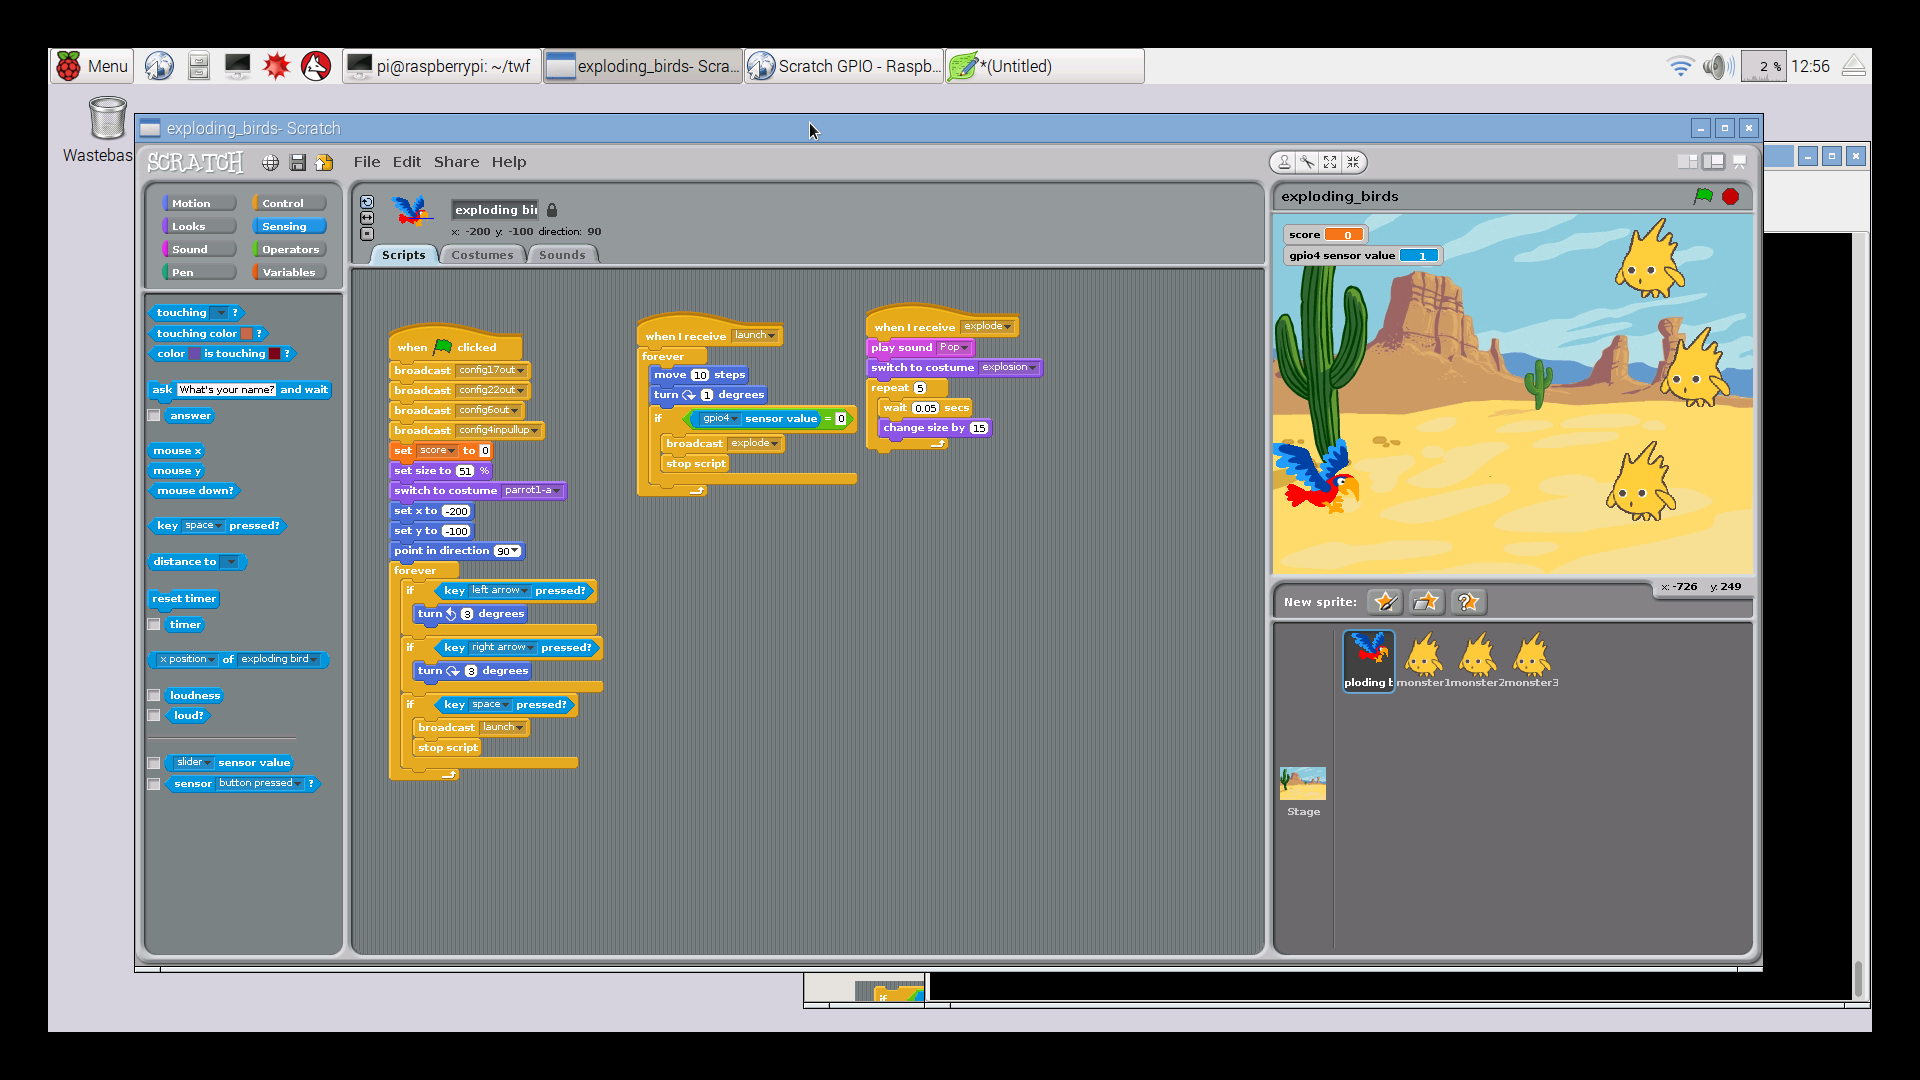 Menu
pi@raspberrypi: ~/twf
exploding_birds- Scra...
Scratch GPIO - Raspb...
*(Untitled)
2 %
12:56
Wastebas
exploding_birds- Scratch
SCRATCH
File Edit Share Help
Motion Control
Looks Sensing
Sound Operators
Pen Variables
touching ?
touching color ?
color is touching ?
ask What's your name? and wait
answer
mouse x
mouse y
mouse down?
key space pressed?
distance to
reset timer
timer
x position of exploding bird
loudness
loud?
slider sensor value
sensor button pressed ?
exploding bir
x: -200 y: -100 direction: 90
Scripts Costumes Sounds
when clicked
broadcast config17out
broadcast config22out
broadcast config6out
broadcast config4inpullup
set score to 0
set size to 51 %
switch to costume parrot1-a
set x to -200
set y to -100
point in direction 90
forever
if key left arrow pressed?
turn 3 degrees
if key right arrow pressed?
turn 3 degrees
if key space pressed?
broadcast launch
stop script
when I receive launch
forever
move 10 steps
turn 1 degrees
if gpio4 sensor value = 0
broadcast explode
stop script
when I receive explode
play sound Pop
switch to costume explosion
repeat 5
wait 0.05 secs
change size by 15
exploding_birds
score 0
gpio4 sensor value 1
x: -726 y: 249
New sprite:
ploding b
monster1
monster2
monster3
Stage
if